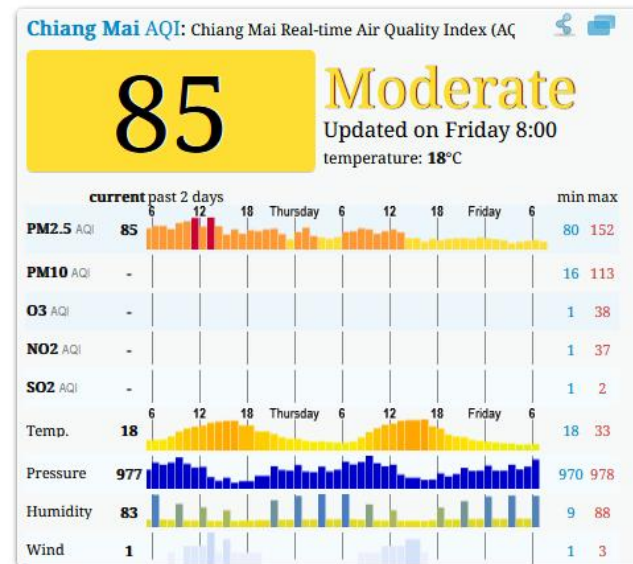 Chiang Mai AQI: Chiang Mai Real-time Air Quality Index (AQ
85
Moderate
Updated on Friday 8:00
temperature: 18°C
current past 2 days min max
6 12 18 Thursday 6 12 18 Friday 6
PM2.5 AQI 85 80 152
PM10 AQI - 16 113
O3 AQI - 1 38
NO2 AQI - 1 37
SO2 AQI - 1 2
6 12 18 Thursday 6 12 18 Friday 6
Temp. 18 18 33
Pressure 977 970 978
Humidity 83 9 88
Wind 1 1 3